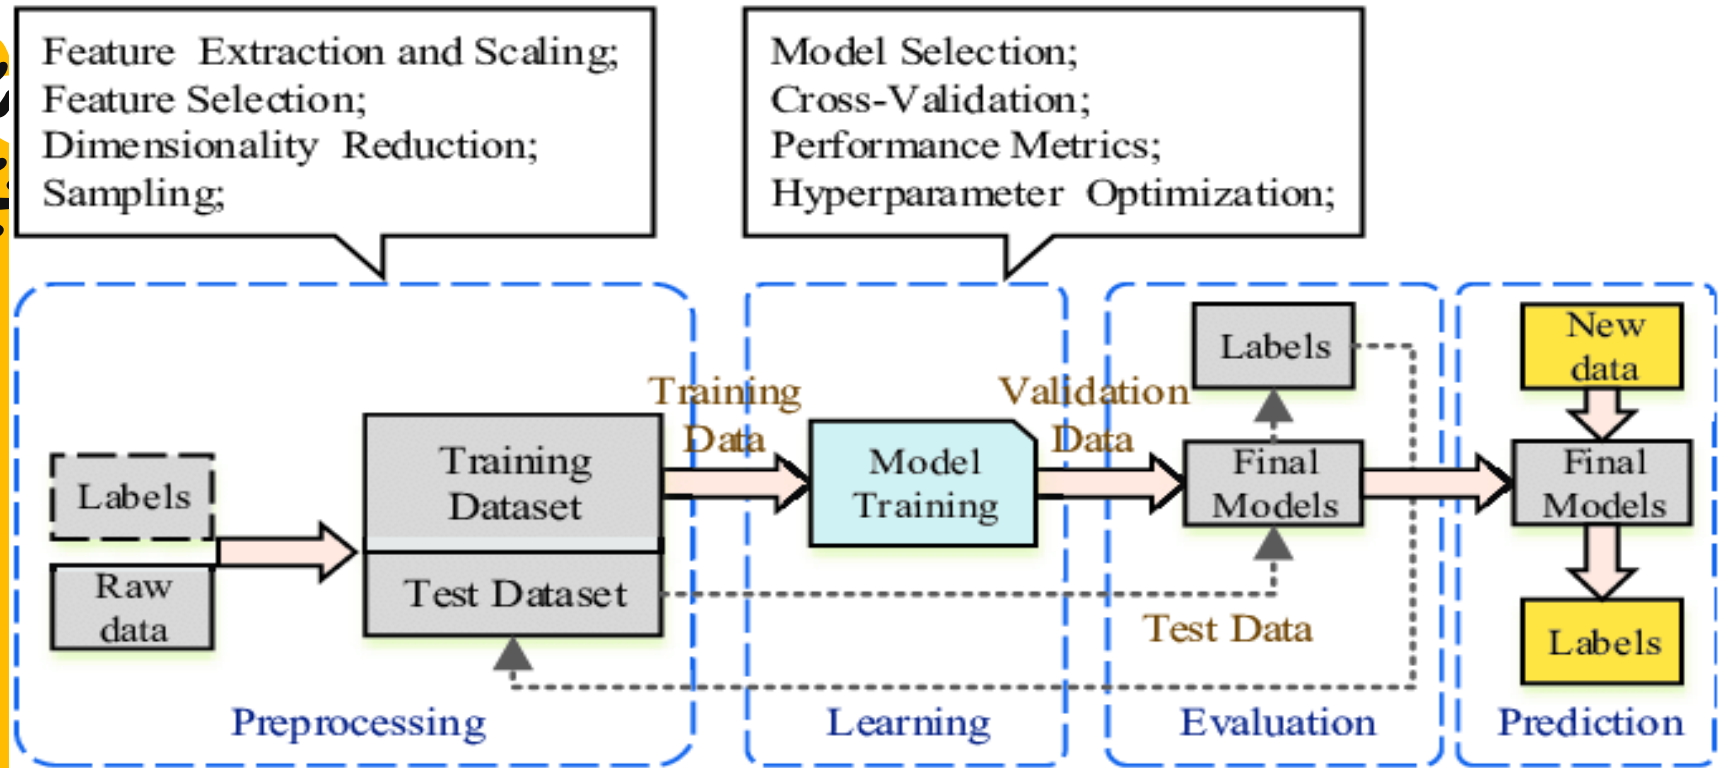 Feature Extraction and Scaling;
Feature Selection;
Dimensionality Reduction;
Sampling;
Model Selection;
Cross-Validation;
Performance Metrics;
Hyperparameter Optimization;
Labels
Raw
data
Training
Dataset
Test Dataset
Training
Data
Model
Training
Validation
Data
Labels
Final
Models
Test Data
New
data
Final
Models
Labels
Preprocessing
Learning
Evaluation
Prediction